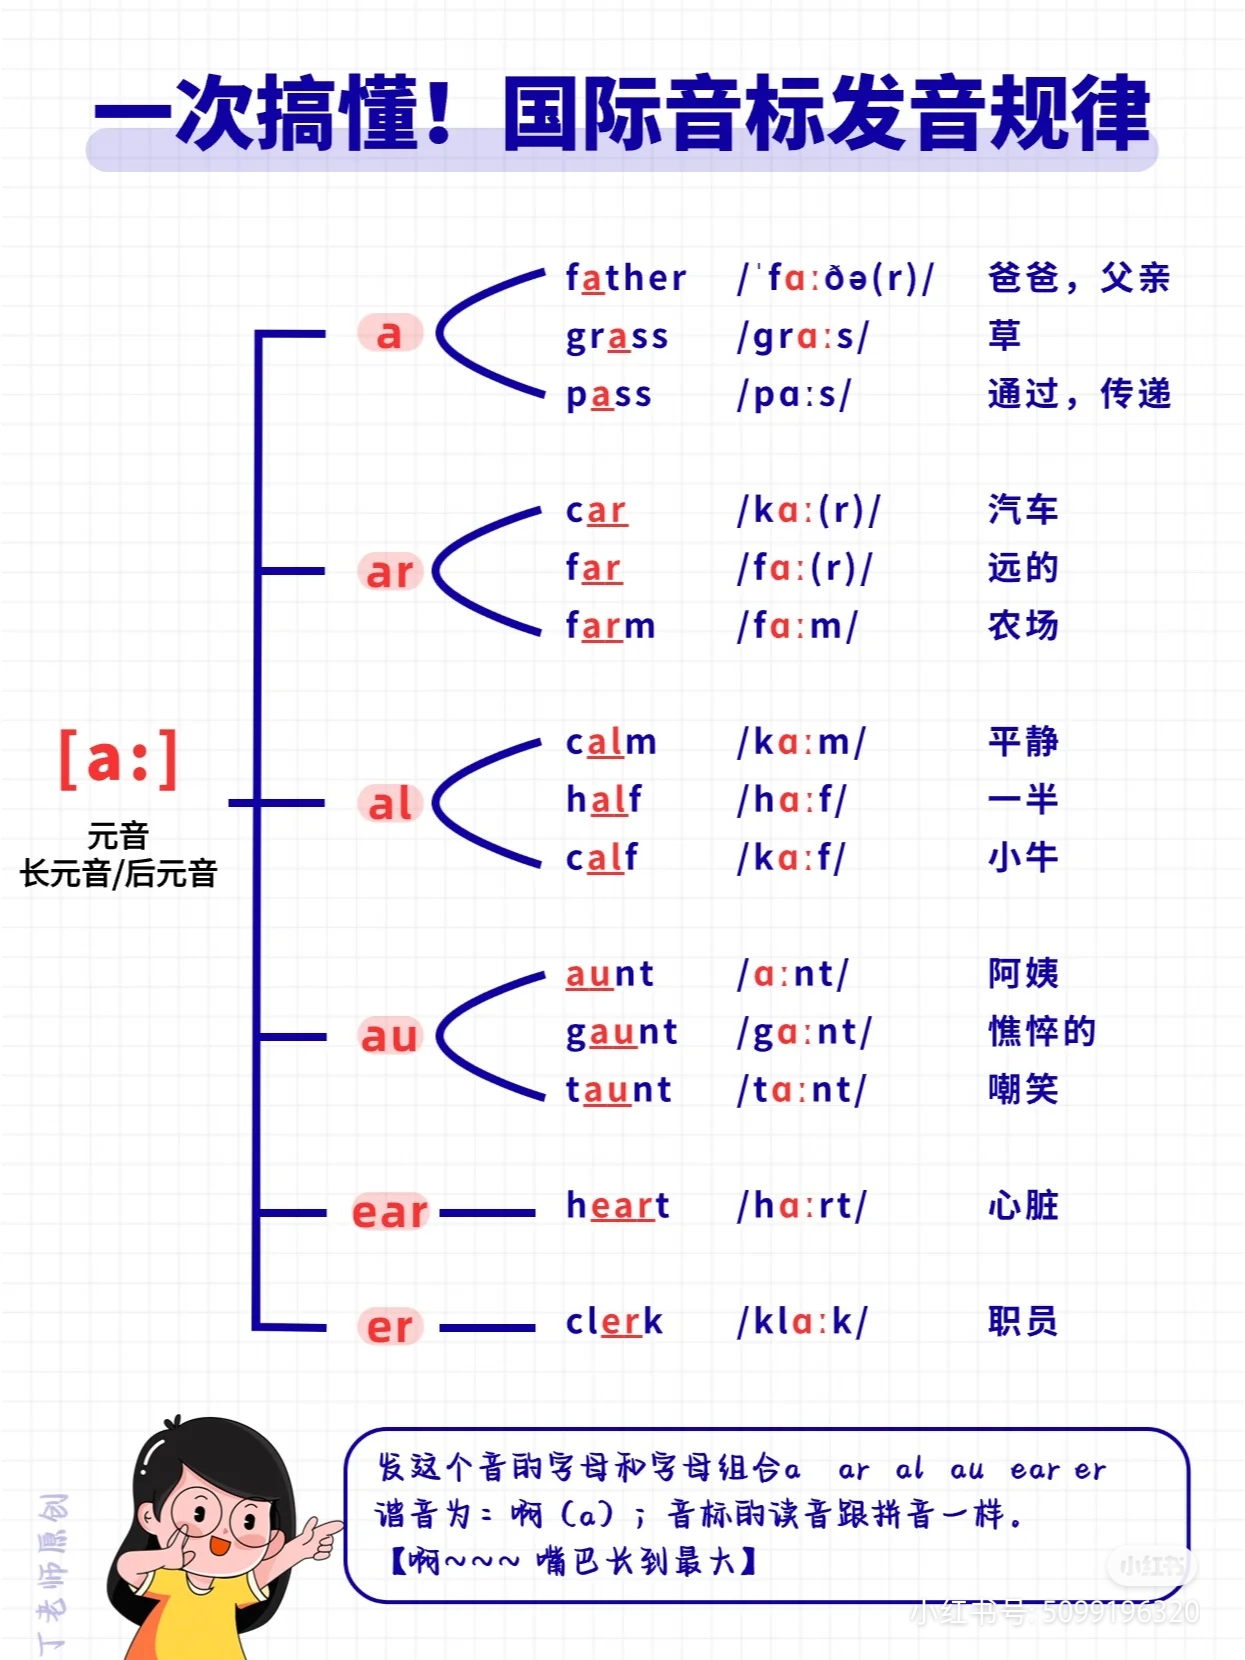 一次搞懂！国际音标发音规律
[a:]
元音
长元音/后元音
a
father /ˈfɑːðə(r)/ 爸爸，父亲
grass /grɑːs/ 草
pass /pɑːs/ 通过，传递
ar
car /kɑː(r)/ 汽车
far /fɑː(r)/ 远的
farm /fɑːm/ 农场
al
calm /kɑːm/ 平静
half /hɑːf/ 一半
calf /kɑːf/ 小牛
au
aunt /ɑːnt/ 阿姨
gaunt /gɑːnt/ 憔悴的
taunt /tɑːnt/ 嘲笑
ear
heart /hɑːrt/ 心脏
er
clerk /klɑːk/ 职员
发这个音的字母和字母组合a ar al au ear er
谐音为：啊（a）；音标的读音跟拼音一样。
【啊~~~ 嘴巴长到最大】
丁老师原创
小红书
小红书号: 5099196320